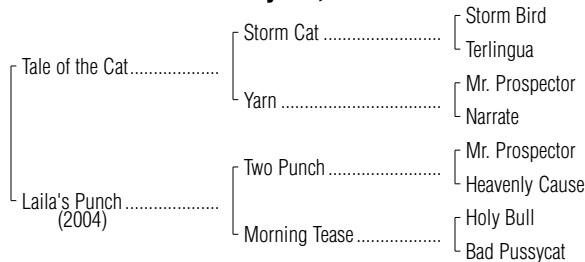 Storm Bird
Storm Cat ........................
Terlingua
Tale of the Cat..................
Mr. Prospector
Yarn ................................
Narrate
Mr. Prospector
Two Punch .......................
Heavenly Cause
Laila's Punch ...................
(2004)
Holy Bull
Morning Tease .................
Bad Pussycat